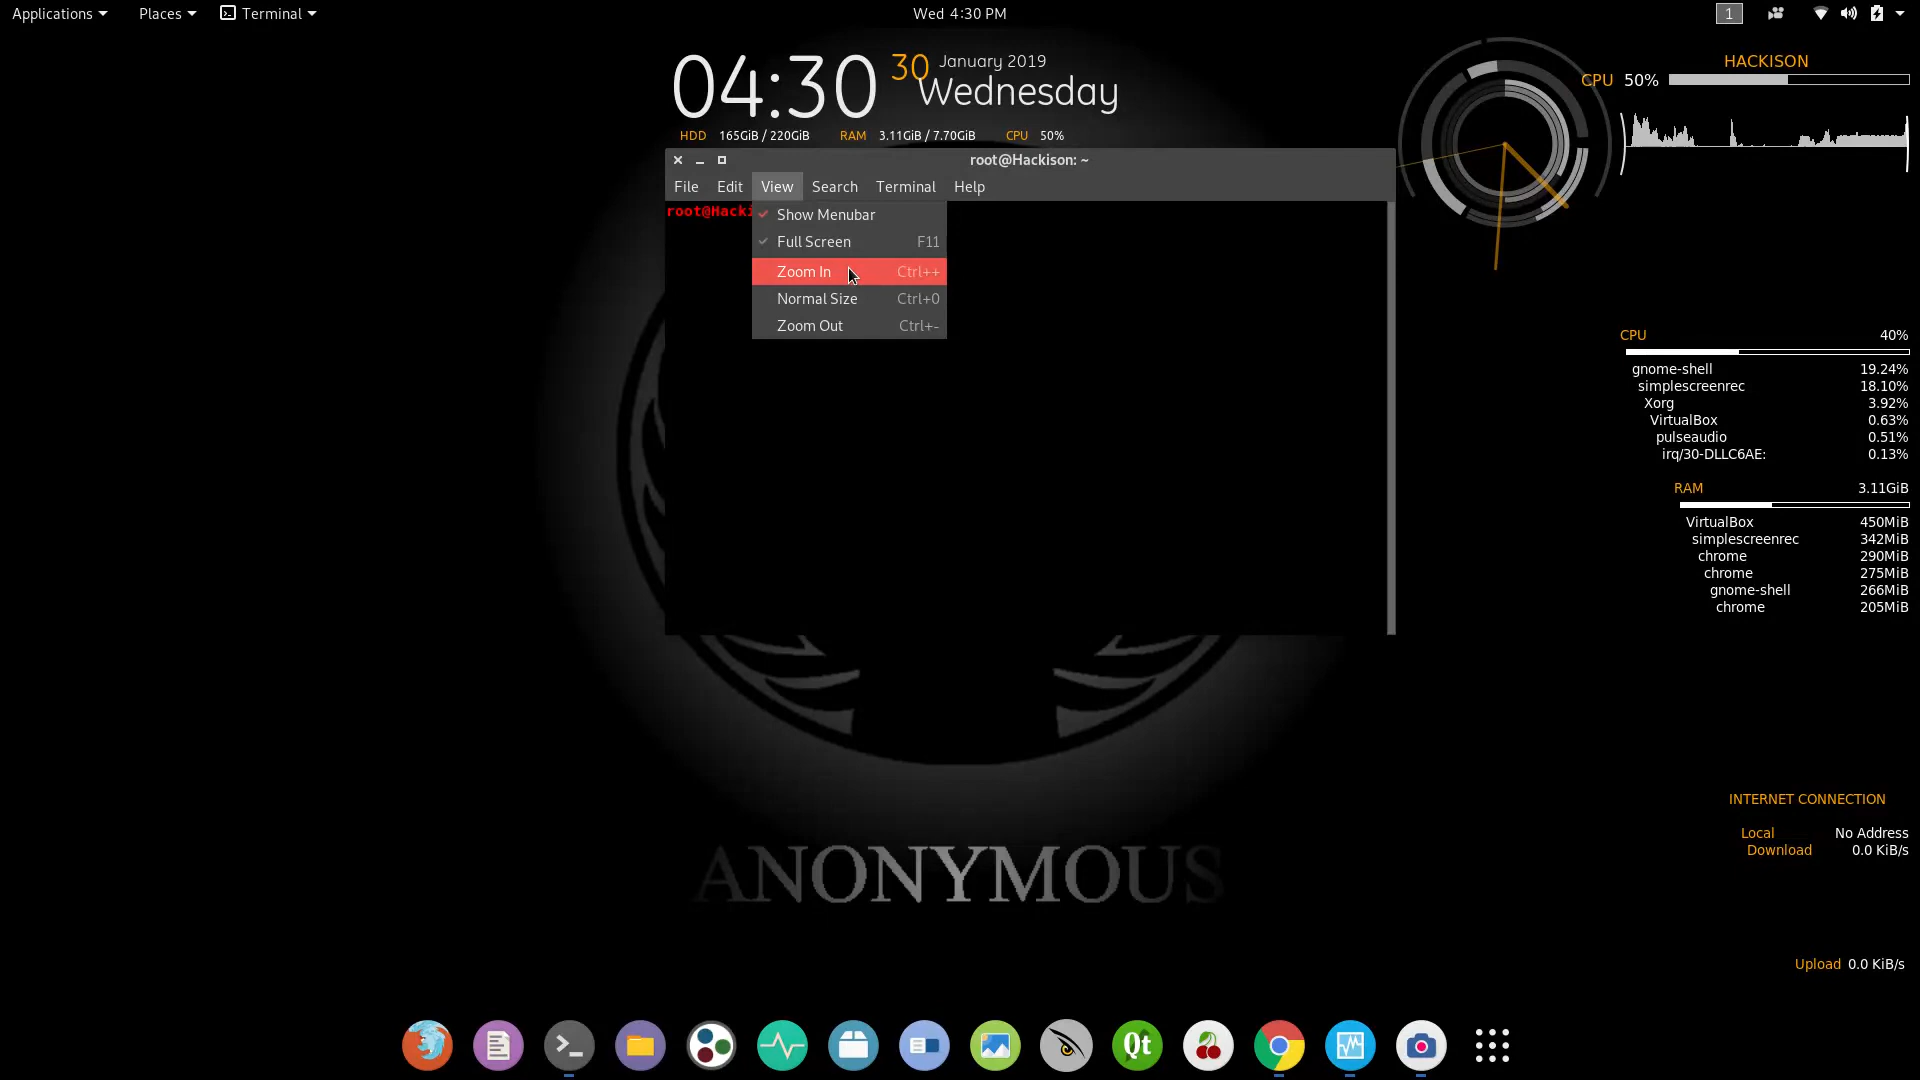 Applications Places Terminal Wed 4:30 PM 1
04:30 30 January 2019
Wednesday
HDD 165GiB / 220GiB RAM 3.11GiB / 7.70GiB CPU 50%
HACKISON
CPU 50%
root@Hackison: ~
File Edit View Search Terminal Help
root@Hacki
Show Menubar
Full Screen F11
Zoom In Ctrl++
Normal Size Ctrl+0
Zoom Out Ctrl+-
CPU 40%
gnome-shell 19.24%
simplescreenrec 18.10%
Xorg 3.92%
VirtualBox 0.63%
pulseaudio 0.51%
irq/30-DLLC6AE: 0.13%
RAM 3.11GiB
VirtualBox 450MiB
simplescreenrec 342MiB
chrome 290MiB
chrome 275MiB
gnome-shell 266MiB
chrome 205MiB
INTERNET CONNECTION
Local No Address
Download 0.0 KiB/s
ANONYMOUS
Upload 0.0 KiB/s
Qt